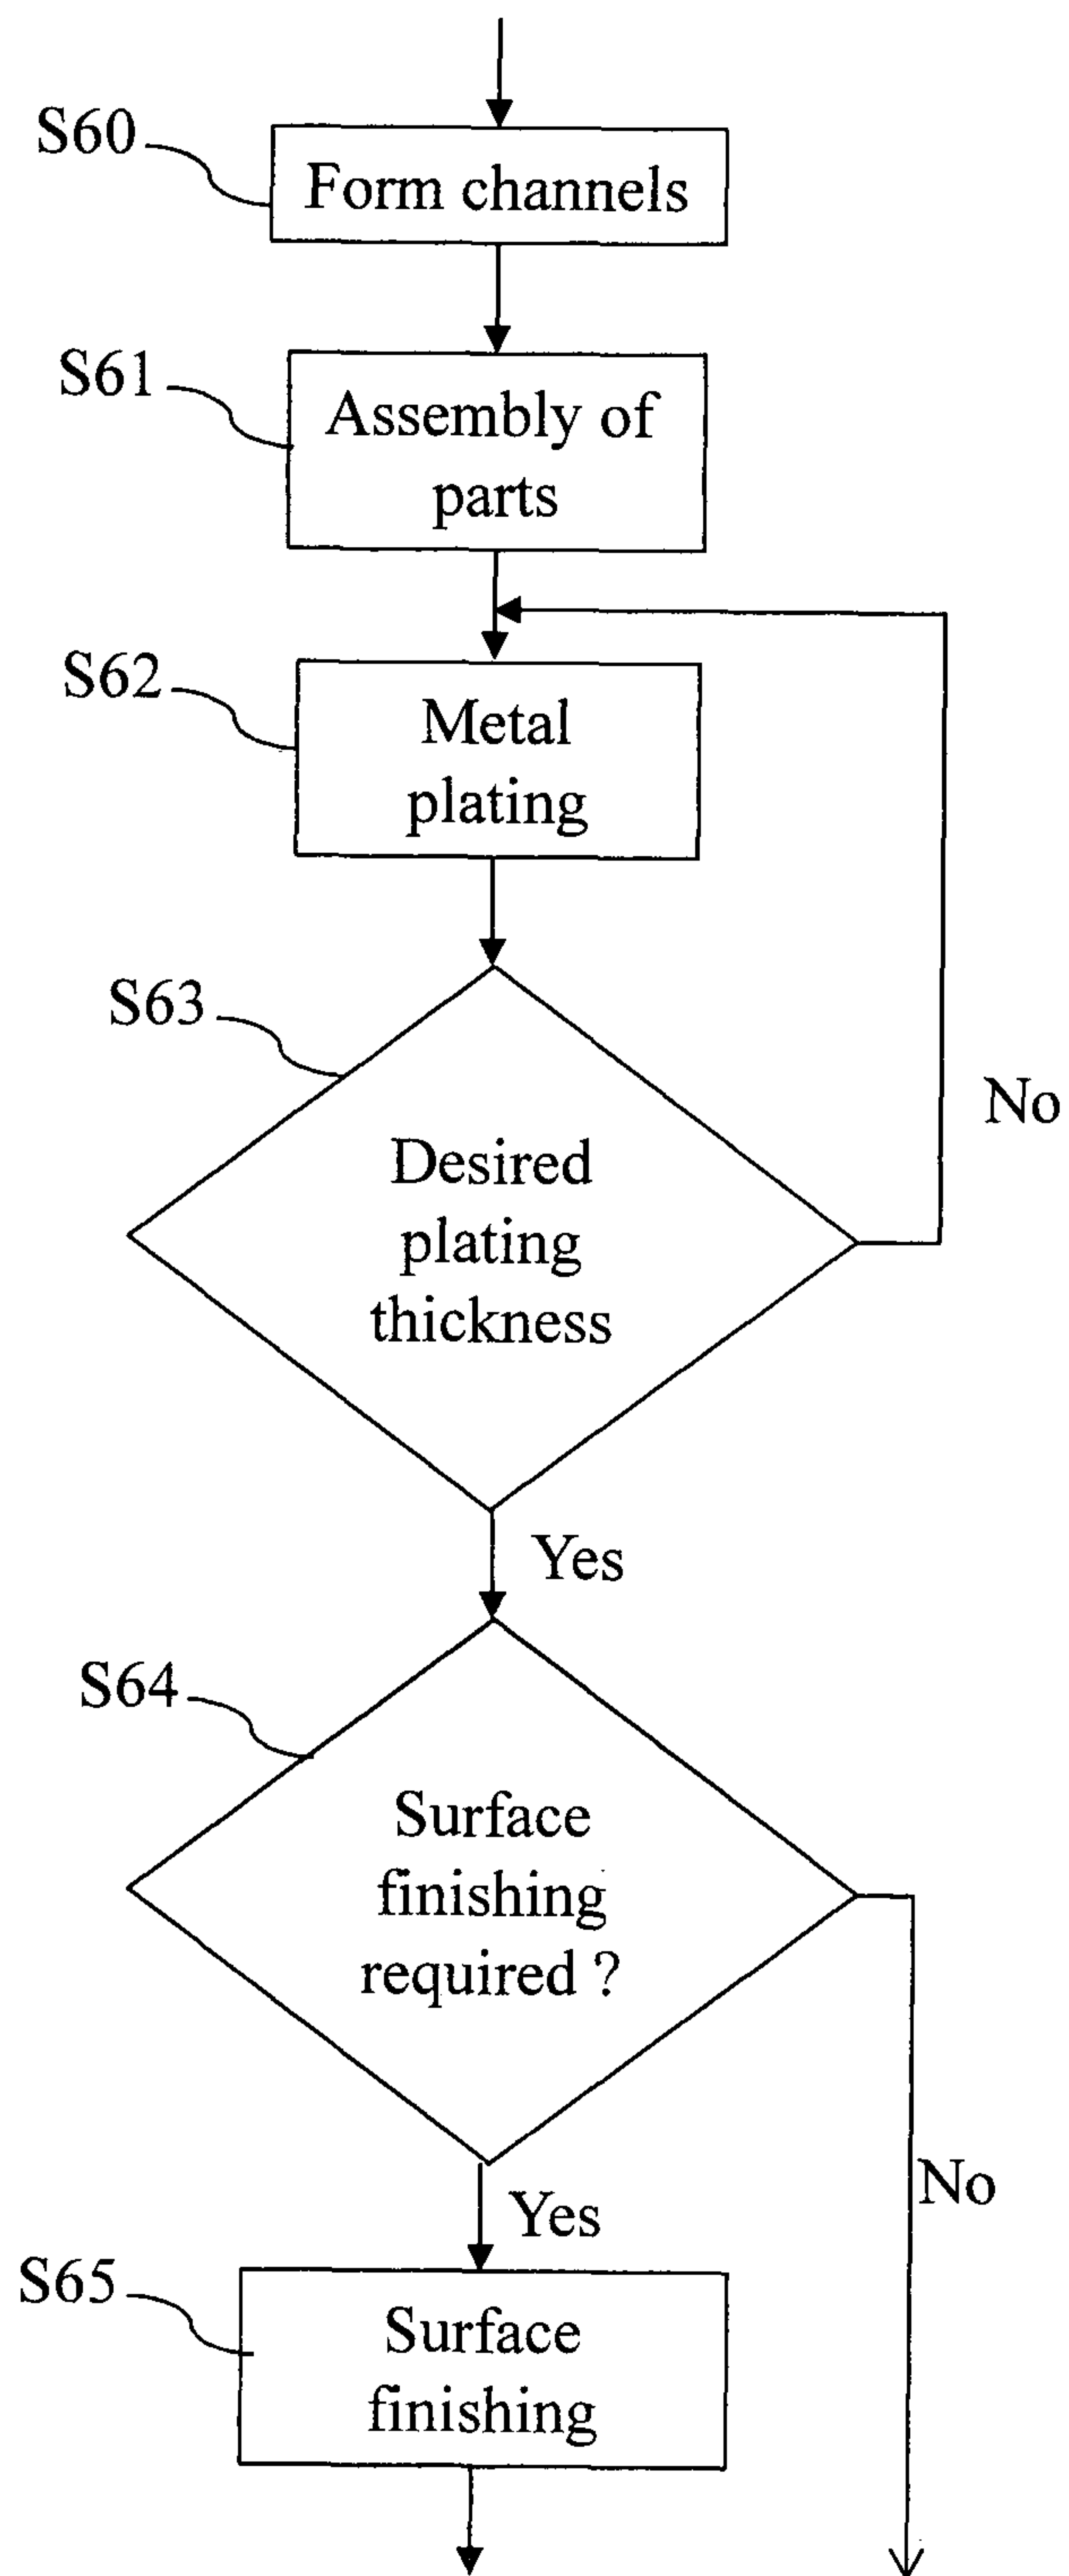 S60
Form channels
S61
Assembly of
parts
S62
Metal
plating
S63
Desired
plating
thickness
No
Yes
S64
Surface
finishing
required ?
No
Yes
S65
Surface
finishing